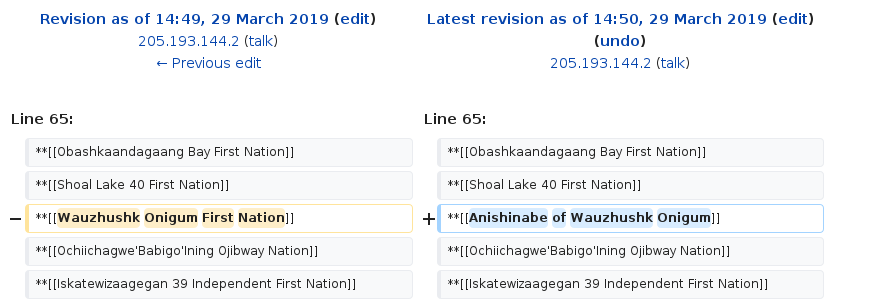 Revision as of 14:49, 29 March 2019 (edit)
205.193.144.2 (talk)
← Previous edit
Latest revision as of 14:50, 29 March 2019 (edit)
(undo)
205.193.144.2 (talk)
Line 65:
Line 65:
**[[Obashkaandagaang Bay First Nation]]
**[[Obashkaandagaang Bay First Nation]]
**[[Shoal Lake 40 First Nation]]
**[[Shoal Lake 40 First Nation]]
− **[[Wauzhushk Onigum First Nation]]
+ **[[Anishinabe of Wauzhushk Onigum]]
**[[Ochiichagwe'Babigo'Ining Ojibway Nation]]
**[[Ochiichagwe'Babigo'Ining Ojibway Nation]]
**[[Iskatewizaagegan 39 Independent First Nation]]
**[[Iskatewizaagegan 39 Independent First Nation]]